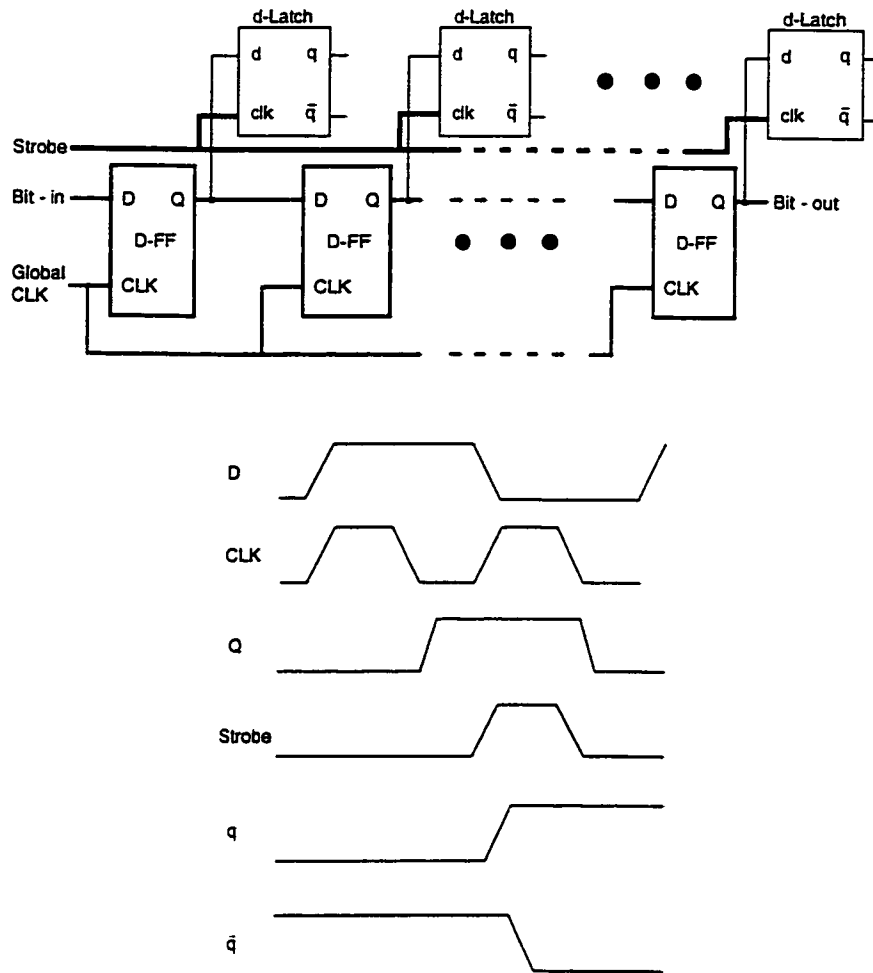 d-Latch d-Latch d-Latch
d q d q d q
clk q̄ clk q̄ clk q̄
Strobe
Bit - in D Q D Q D Q Bit - out
D-FF D-FF D-FF
Global
CLK CLK CLK CLK
D
CLK
Q
Strobe
q
q̄